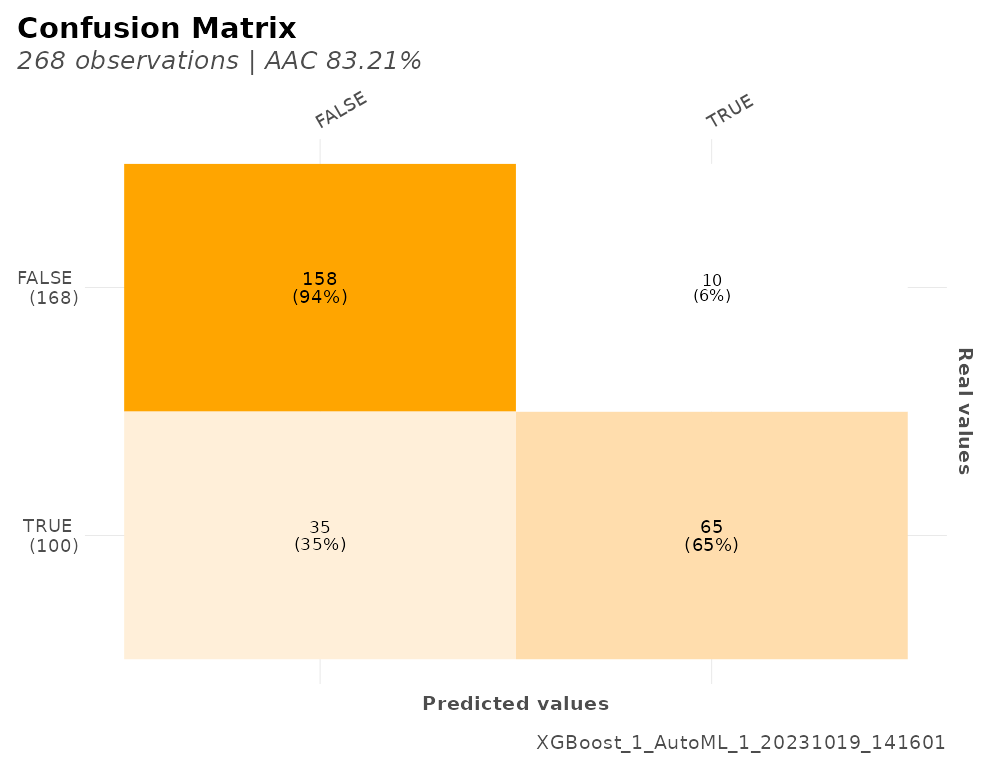 Confusion Matrix
268 observations | AAC 83.21%
FALSE
TRUE
FALSE
(168)
158
(94%)
10
(6%)
Real values
TRUE
(100)
35
(35%)
65
(65%)
Predicted values
XGBoost_1_AutoML_1_20231019_141601